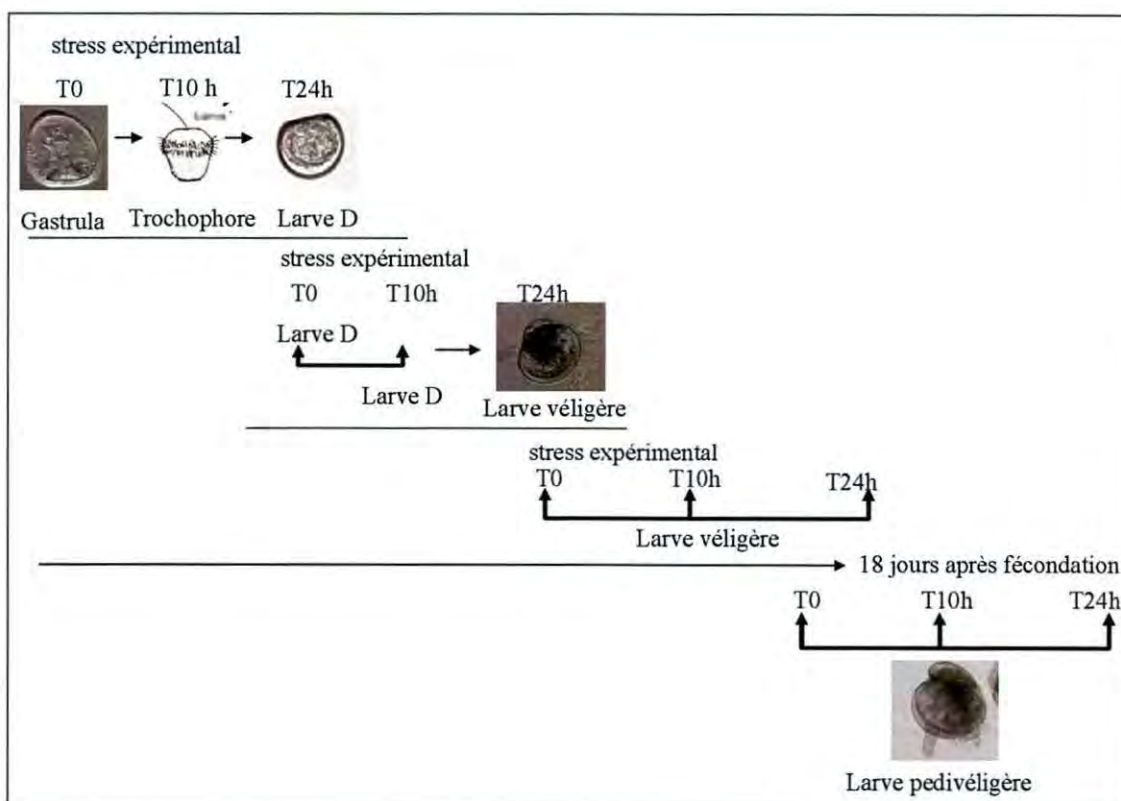 stress expérimental
T0 T10 h T24h
Gastrula Trochophore Larve D
stress expérimental
T0 T10h T24h
Larve D
Larve D
Larve véligère
stress expérimental
T0 T10h T24h
Larve véligère
18 jours après fécondation
T0 T10h T24h
Larve pedivéligère